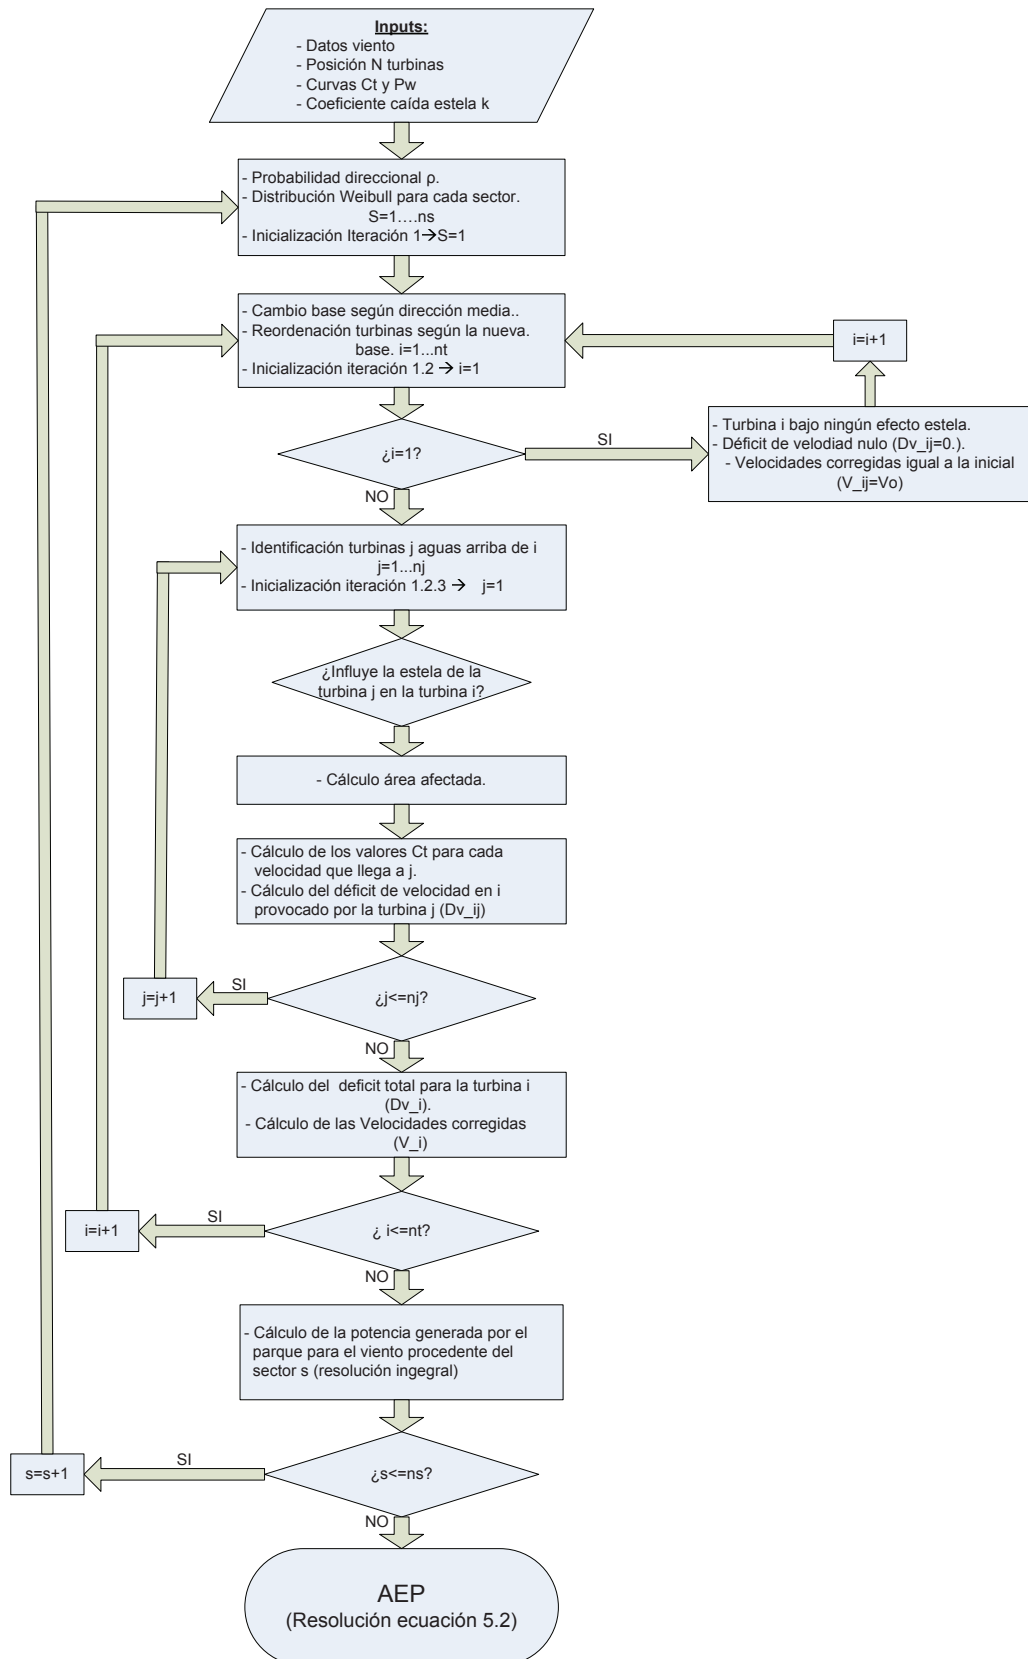 Inputs:
- Datos viento
- Posición N turbinas
- Curvas Ct y Pw
- Coeficiente caída estela k
- Probabilidad direccional ρ.
- Distribución Weibull para cada sector.
S=1....ns
- Inicialización Iteración 1→S=1
- Cambio base según dirección media..
- Reordenación turbinas según la nueva.
base. i=1...nt
- Inicialización iteración 1.2 → i=1
i=i+1
¿i=1?
SI
- Turbina i bajo ningún efecto estela.
- Déficit de velodiad nulo (Dv_ij=0.).
- Velocidades corregidas igual a la inicial
(V_ij=Vo)
NO
- Identificación turbinas j aguas arriba de i
j=1...nj
- Inicialización iteración 1.2.3 → j=1
¿Influye la estela de la
turbina j en la turbina i?
- Cálculo área afectada.
- Cálculo de los valores Ct para cada
velocidad que llega a j.
- Cálculo del déficit de velocidad en i
provocado por la turbina j (Dv_ij)
j=j+1
SI
¿j<=nj?
NO
- Cálculo del deficit total para la turbina i
(Dv_i).
- Cálculo de las Velocidades corregidas
(V_i)
i=i+1
SI
¿ i<=nt?
NO
- Cálculo de la potencia generada por el
parque para el viento procedente del
sector s (resolución ingegral)
s=s+1
SI
¿s<=ns?
NO
AEP
(Resolución ecuación 5.2)